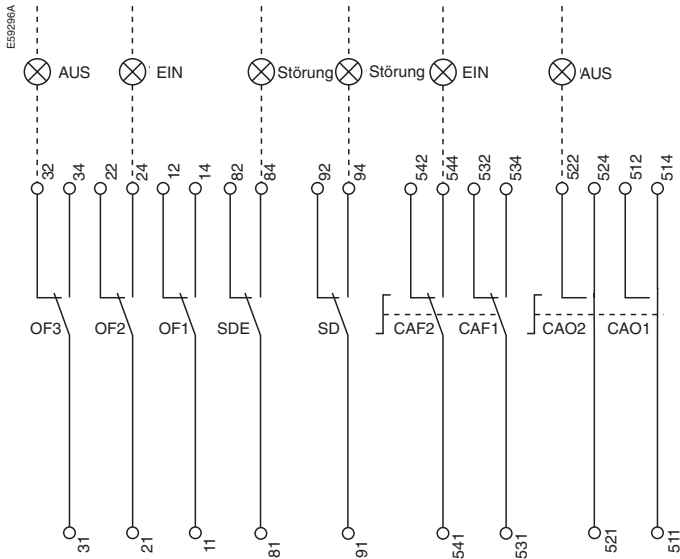 E59296A
AUS EIN Störung Störung EIN AUS
32 34 22 24 12 14 82 84 92 94 542 544 532 534 522 524 512 514
OF3 OF2 OF1 SDE SD CAF2 CAF1 CAO2 CAO1
31 21 11 81 91 541 531 521 511